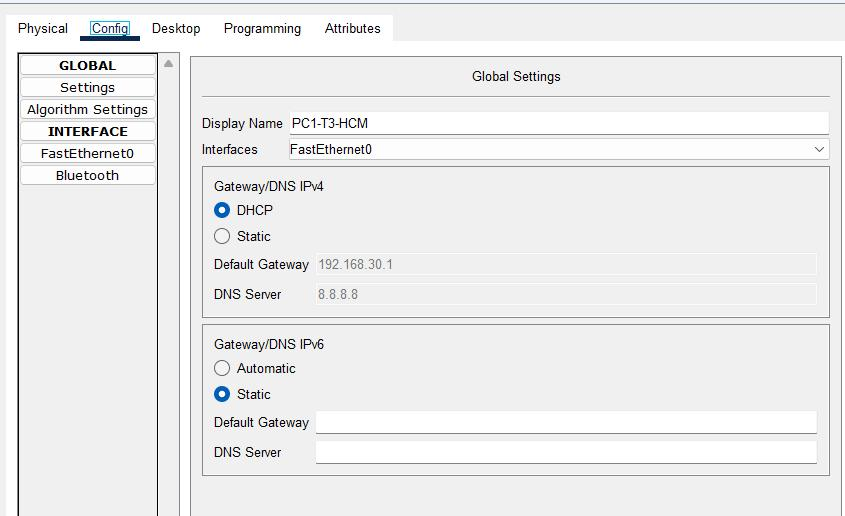 Physical Config Desktop Programming Attributes
GLOBAL
Settings
Algorithm Settings
INTERFACE
FastEthernet0
Bluetooth
Global Settings
Display Name PC1-T3-HCM
Interfaces FastEthernet0
Gateway/DNS IPv4
DHCP
Static
Default Gateway 192.168.30.1
DNS Server 8.8.8.8
Gateway/DNS IPv6
Automatic
Static
Default Gateway
DNS Server